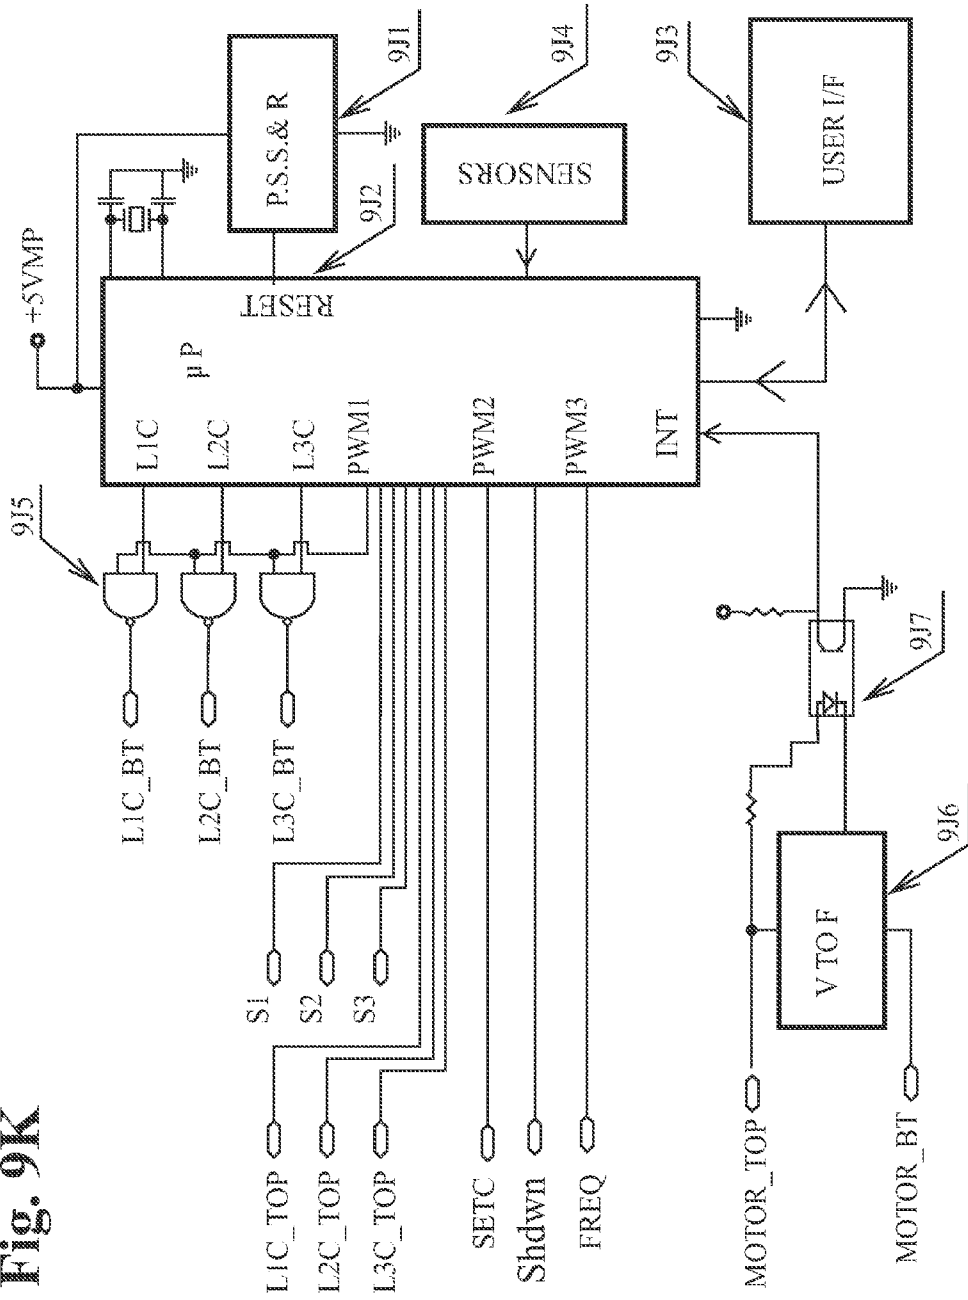 Fig. 9K
+5VMP
P.S.S.& R
9J1
9J2
SENSORS
9J4
USER I/F
9J3
RESET
µP
L1C
L2C
L3C
PWM1
PWM2
PWM3
INT
9J5
L1C_BT
L2C_BT
L3C_BT
S1
S2
S3
L1C_TOP
L2C_TOP
L3C_TOP
SETC
Shdwn
FREQ
9J7
V TO F
9J6
MOTOR_TOP
MOTOR_BT